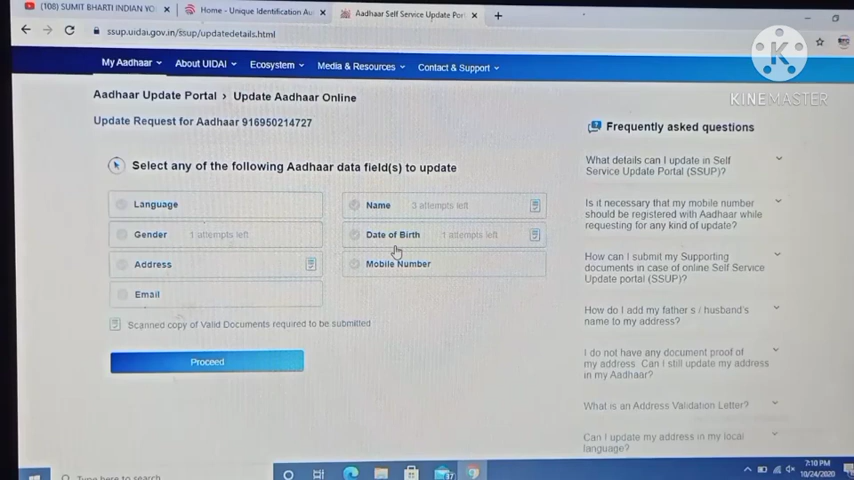 (108) SUMIT BHARTI INDIAN YO
Home - Unique Identification Au
Aadhaar Self Service Update Por
ssup.uidai.gov.in/ssup/updatedetails.html
KINEMASTER
My Aadhaar
About UIDAI
Ecosystem
Media & Resources
Contact & Support
Aadhaar Update Portal > Update Aadhaar Online
Update Request for Aadhaar 916950214727
Select any of the following Aadhaar data field(s) to update
Language
Name 3 attempts left
Gender 1 attempts left
Date of Birth 1 attempts left
Address
Mobile Number
Email
Scanned copy of Valid Documents required to be submitted
Proceed
Frequently asked questions
What details can I update in Self
Service Update Portal (SSUP)?
Is it necessary that my mobile number
should be registered with Aadhaar while
requesting for any kind of update?
How can I submit my Supporting
documents in case of online Self Service
Update portal (SSUP)?
How do I add my father s / husband's
name to my address?
I do not have any document proof of
my address. Can I still update my address
in my Aadhaar?
What is an Address Validation Letter?
Can I update my address in my local
language?
Type here to search
7:10 PM
10/24/2020